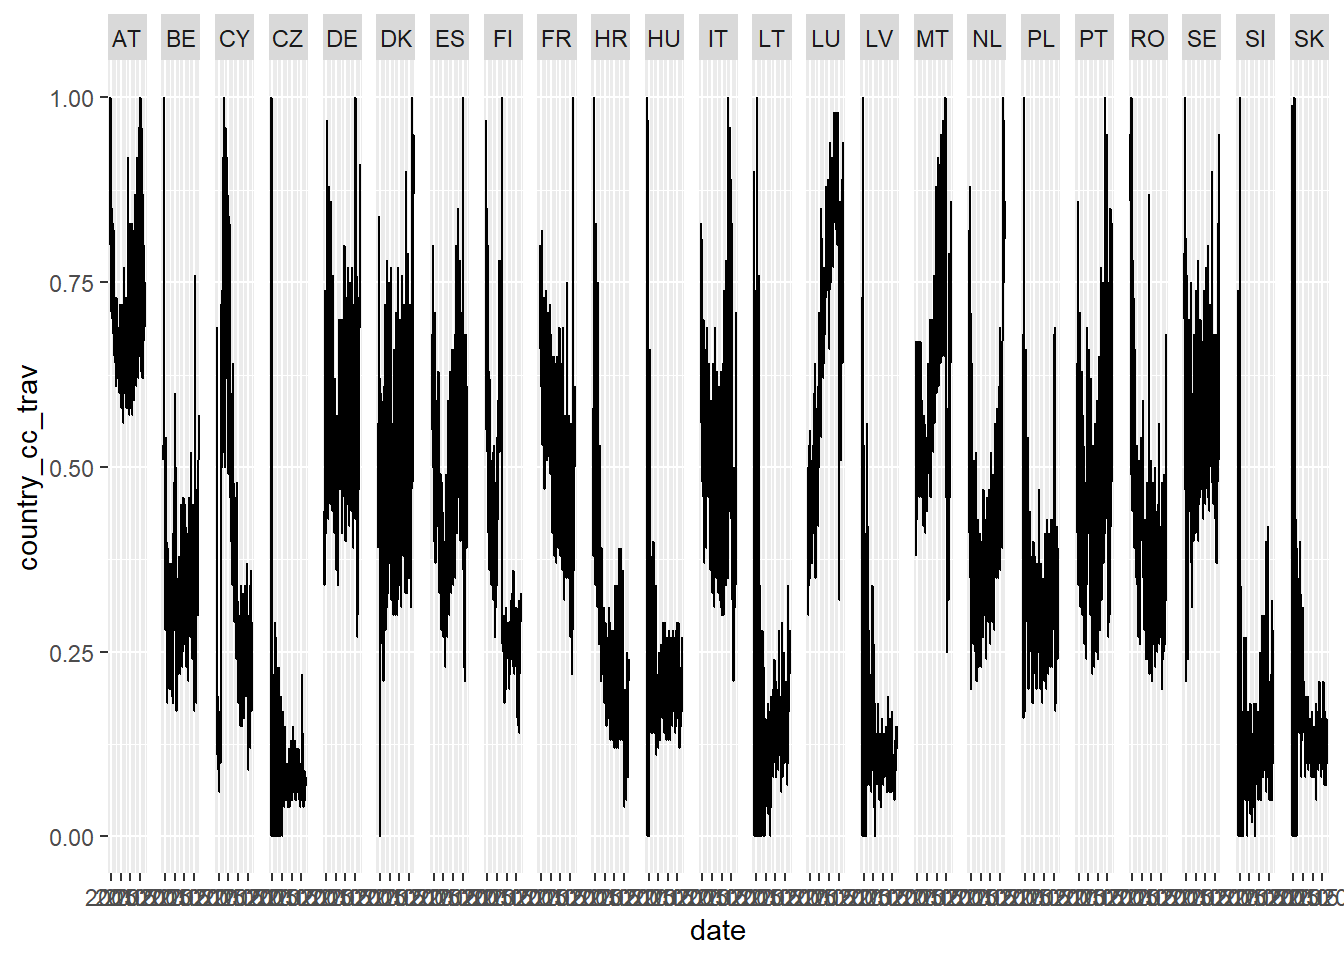 AT BE CY CZ DE DK ES FI FR HR HU IT LT LU LV MT NL PL PT RO SE SI SK
1.00
0.75
0.50
0.25
0.00
country_cc_trav
date